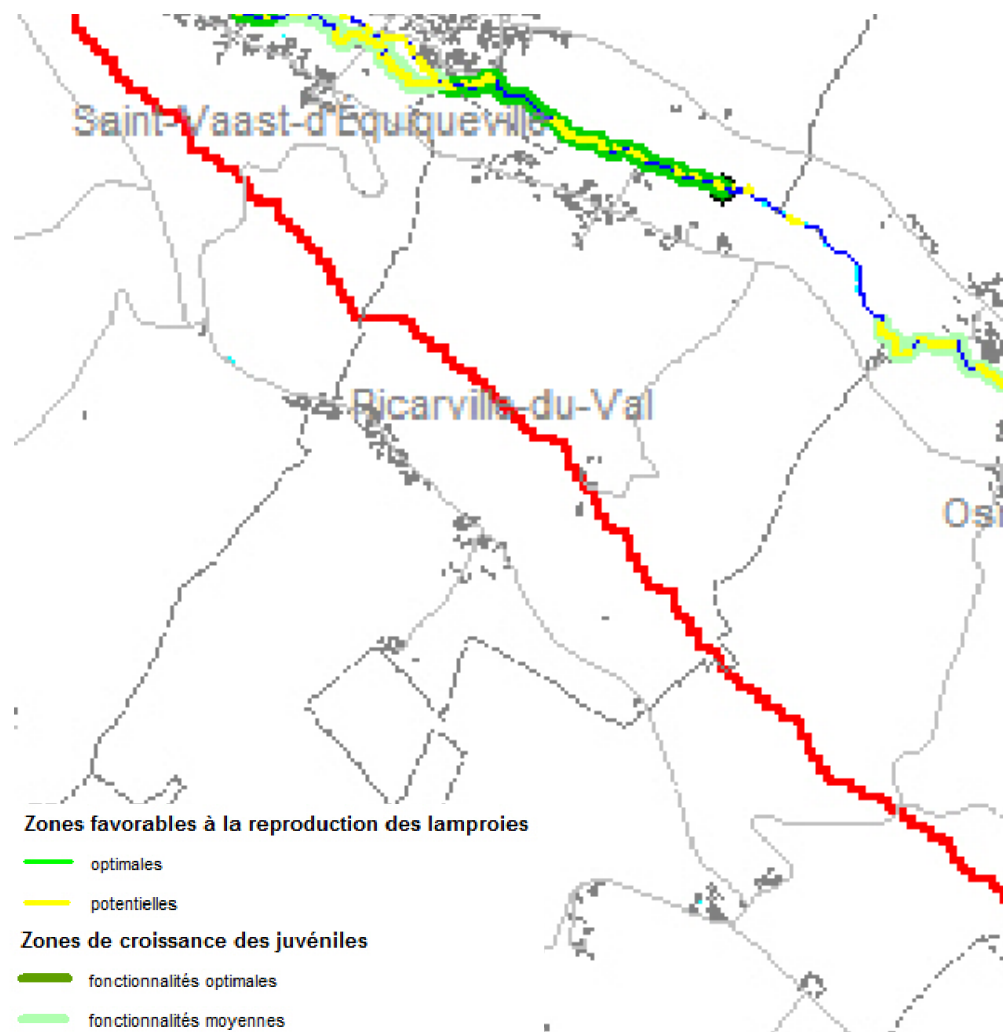 Saint-Vaast-d'Equiqueville
Ricarville-du-Val
Zones favorables à la reproduction des lamproies
optimales
potentielles
Zones de croissance des juvéniles
fonctionnalités optimales
fonctionnalités moyennes